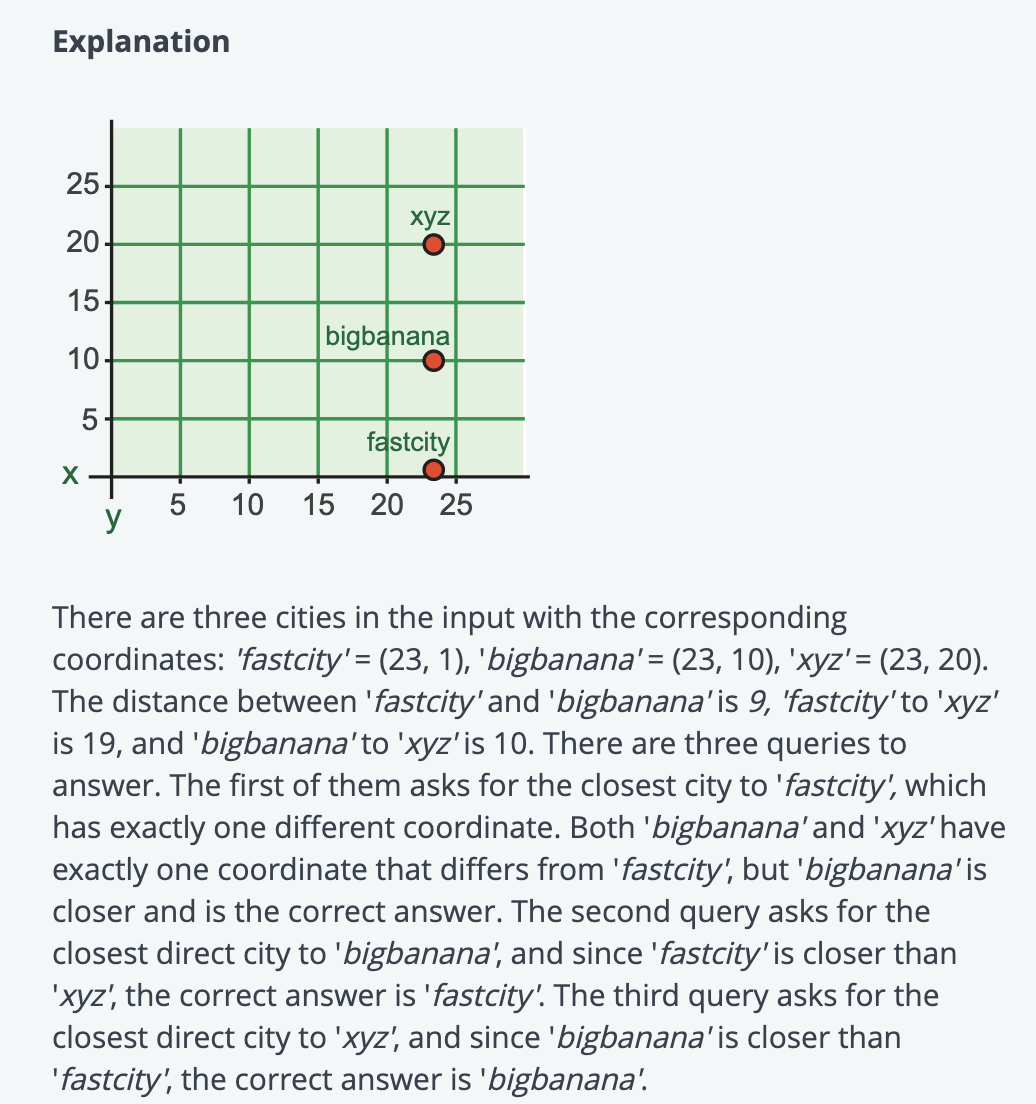 Explanation
25
xyz
20
15
bigbanana
10
5
fastcity
x
5 10 15 20 25
y
There are three cities in the input with the corresponding
coordinates: 'fastcity' = (23, 1), 'bigbanana' = (23, 10), 'xyz' = (23, 20).
The distance between 'fastcity' and 'bigbanana' is 9, 'fastcity' to 'xyz'
is 19, and 'bigbanana' to 'xyz' is 10. There are three queries to
answer. The first of them asks for the closest city to 'fastcity', which
has exactly one different coordinate. Both 'bigbanana' and 'xyz' have
exactly one coordinate that differs from 'fastcity', but 'bigbanana' is
closer and is the correct answer. The second query asks for the
closest direct city to 'bigbanana', and since 'fastcity' is closer than
'xyz', the correct answer is 'fastcity'. The third query asks for the
closest direct city to 'xyz', and since 'bigbanana' is closer than
'fastcity', the correct answer is 'bigbanana'.